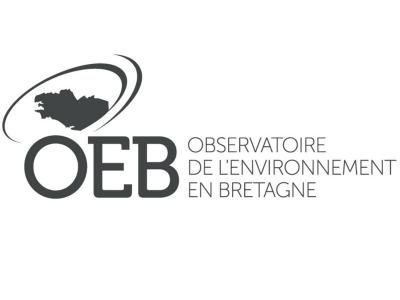 OEB
OBSERVATOIRE
DE L'ENVIRONNEMENT
EN BRETAGNE